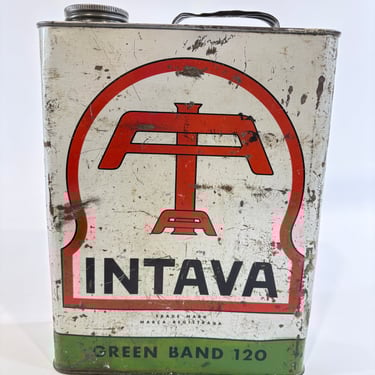 INTAVA
TRADE MARK
MARCA REGISTRADA
GREEN BAND 120